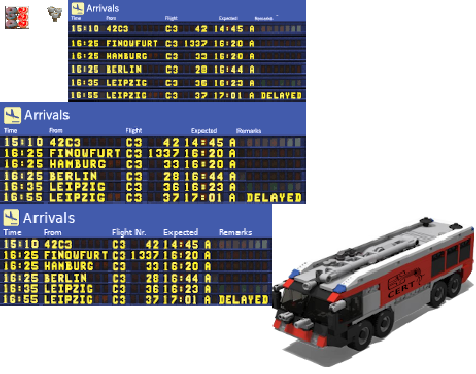 Arrivals
Time From Flight Expected Remarks
15:10 42C3 C3 42 14:45 A
16:25 FINOWFURT C3 1337 16:20 A
16:25 HAMBURG C3 33 16:20 A
16:25 BERLIN C3 28 16:44 A
16:35 LEIPZIG C3 36 16:23 A
16:55 LEIPZIG C3 37 17:01 A DELAYED
Arrivals
Time From Flight Expected Remarks
15:10 42C3 C3 42 14:45 A
16:25 FINOWFURT C3 1337 16:20 A
16:25 HAMBURG C3 33 16:20 A
16:25 BERLIN C3 28 16:44 A
16:35 LEIPZIG C3 36 16:23 A
16:55 LEIPZIG C3 37 17:01 A DELAYED
Arrivals
Time From Flight Nr. Expected Remarks
15:10 42C3 C3 42 14:45 A
16:25 FINOWFURT C3 1337 16:20 A
16:25 HAMBURG C3 33 16:20 A
16:25 BERLIN C3 28 16:44 A
16:35 LEIPZIG C3 36 16:23 A
16:55 LEIPZIG C3 37 17:01 A DELAYED
CERT